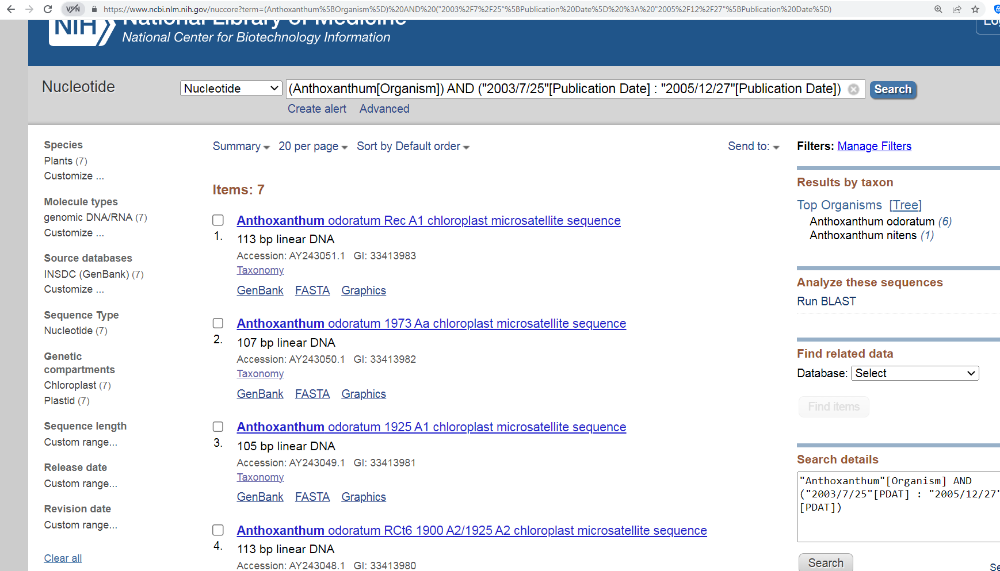 VPN
https://www.ncbi.nlm.nih.gov/nuccore?term=(Anthoxanthum%5BOrganism%5D)%20AND%20("2003%2F7%2F25"%5BPublication%20Date%5D%20%3A%20"2005%2F12%2F27"%5BPublication%20Date%5D)
NIH National Library of Medicine
National Center for Biotechnology Information
Nucleotide
Nucleotide
(Anthoxanthum[Organism]) AND ("2003/7/25"[Publication Date] : "2005/12/27"[Publication Date])
Search
Create alert Advanced
Species
Plants (7)
Customize ...
Molecule types
genomic DNA/RNA (7)
Customize ...
Source databases
INSDC (GenBank) (7)
Customize ...
Sequence Type
Nucleotide (7)
Genetic
compartments
Chloroplast (7)
Plastid (7)
Sequence length
Custom range...
Release date
Custom range...
Revision date
Custom range...
Clear all
Summary 20 per page Sort by Default order Send to:
Items: 7
Anthoxanthum odoratum Rec A1 chloroplast microsatellite sequence
1. 113 bp linear DNA
Accession: AY243051.1 GI: 33413983
Taxonomy
GenBank FASTA Graphics
Anthoxanthum odoratum 1973 Aa chloroplast microsatellite sequence
2. 107 bp linear DNA
Accession: AY243050.1 GI: 33413982
Taxonomy
GenBank FASTA Graphics
Anthoxanthum odoratum 1925 A1 chloroplast microsatellite sequence
3. 105 bp linear DNA
Accession: AY243049.1 GI: 33413981
Taxonomy
GenBank FASTA Graphics
Anthoxanthum odoratum RCt6 1900 A2/1925 A2 chloroplast microsatellite sequence
4. 113 bp linear DNA
Accession: AY243048.1 GI: 33413980
Filters: Manage Filters
Results by taxon
Top Organisms [Tree]
Anthoxanthum odoratum (6)
Anthoxanthum nitens (1)
Analyze these sequences
Run BLAST
Find related data
Database: Select
Find items
Search details
"Anthoxanthum"[Organism] AND
("2003/7/25"[PDAT] : "2005/12/27"
[PDAT])
Search